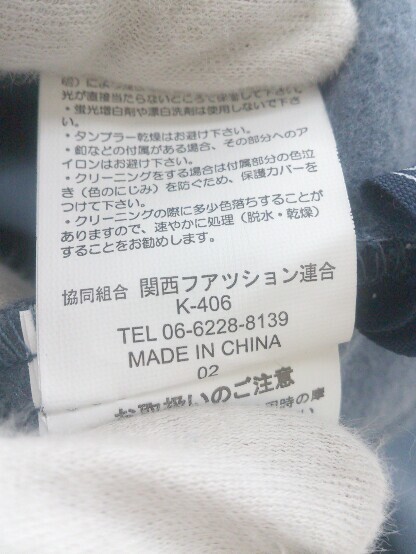 光が直接当たらないところで保管して下さい。
・蛍光増白剤や漂白洗剤は使用しないで下
さい。
・タンブラー乾燥はお避け下さい。
・釦などの付属がある場合、その部分へのア
イロンはお避け下さい。
・クリーニングをする場合は付属部分の色泣
き（色のにじみ）を防ぐため、保護カバーを
つけて下さい。
・クリーニングの際に多少色落ちすることが
ありますので、速やかに処理（脱水・乾燥）
することをお勧めします。
協同組合 関西フアツション連合
K-406
TEL 06-6228-8139
MADE IN CHINA
02
お取扱いのご注意
用時の摩